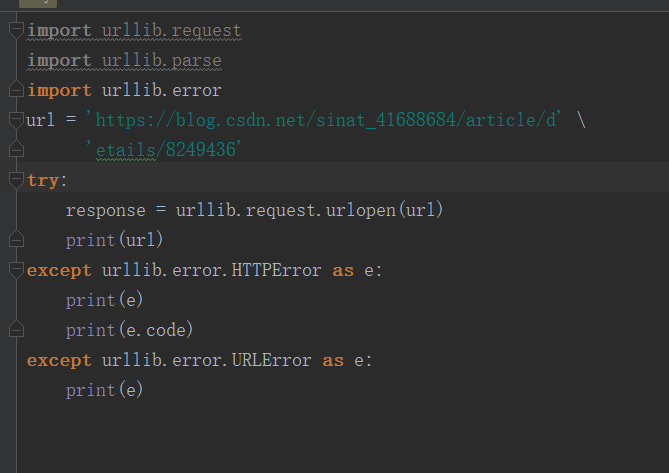 import urllib.request
import urllib.parse
import urllib.error
url = 'https://blog.csdn.net/sinat_41688684/article/d' \
      'etails/8249436'
try:
    response = urllib.request.urlopen(url)
    print(url)
except urllib.error.HTTPError as e:
    print(e)
    print(e.code)
except urllib.error.URLError as e:
    print(e)